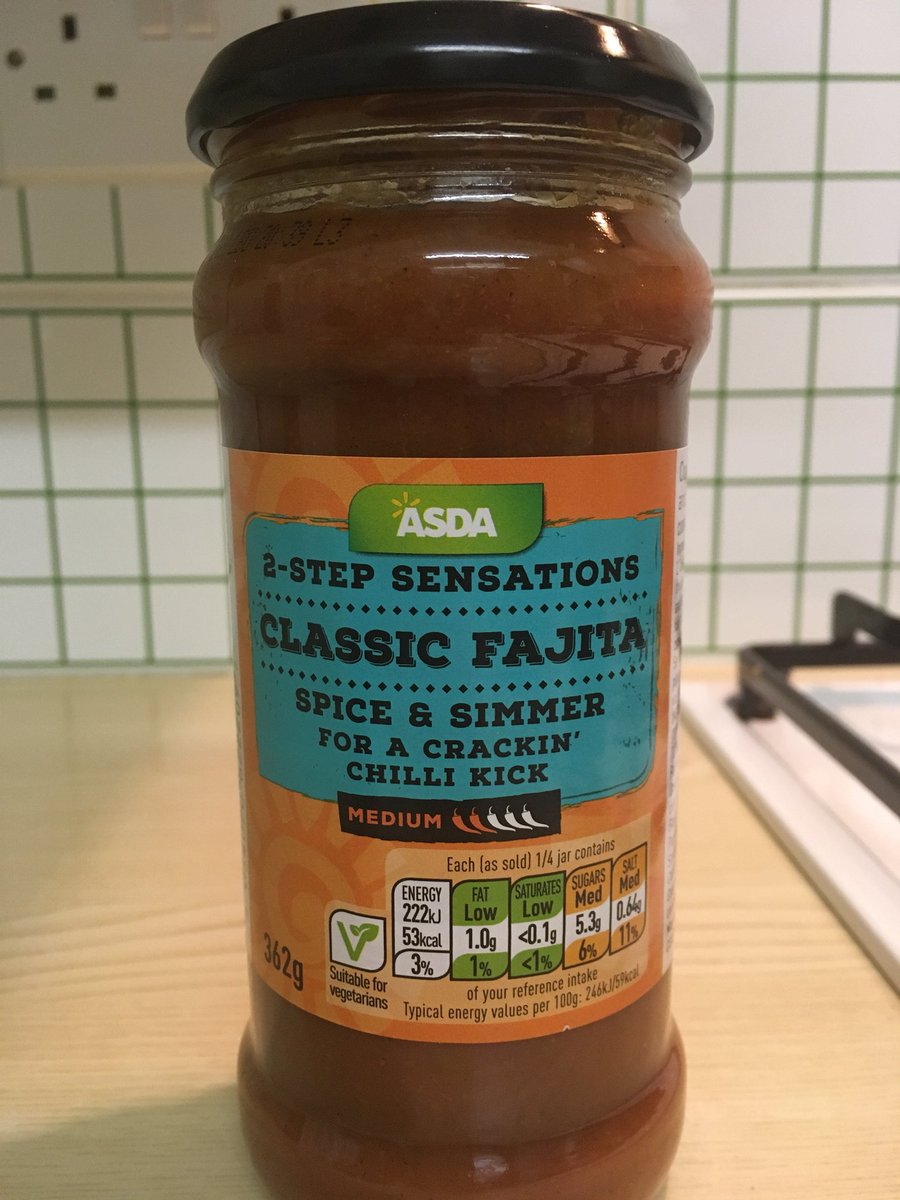 ASDA
2-STEP SENSATIONS
CLASSIC FAJITA
SPICE & SIMMER
FOR A CRACKIN'
CHILLI KICK
MEDIUM
Each (as sold) 1/4 jar contains
ENERGY
222kJ
53kcal
3%
FAT
Low
1.0g
1%
SATURATES
Low
<0.1g
<1%
SUGARS
Med
5.3g
6%
SALT
Med
0.64g
11%
of your reference intake
Typical energy values per 100g: 246kJ/59kcal
Suitable for
vegetarians
362g